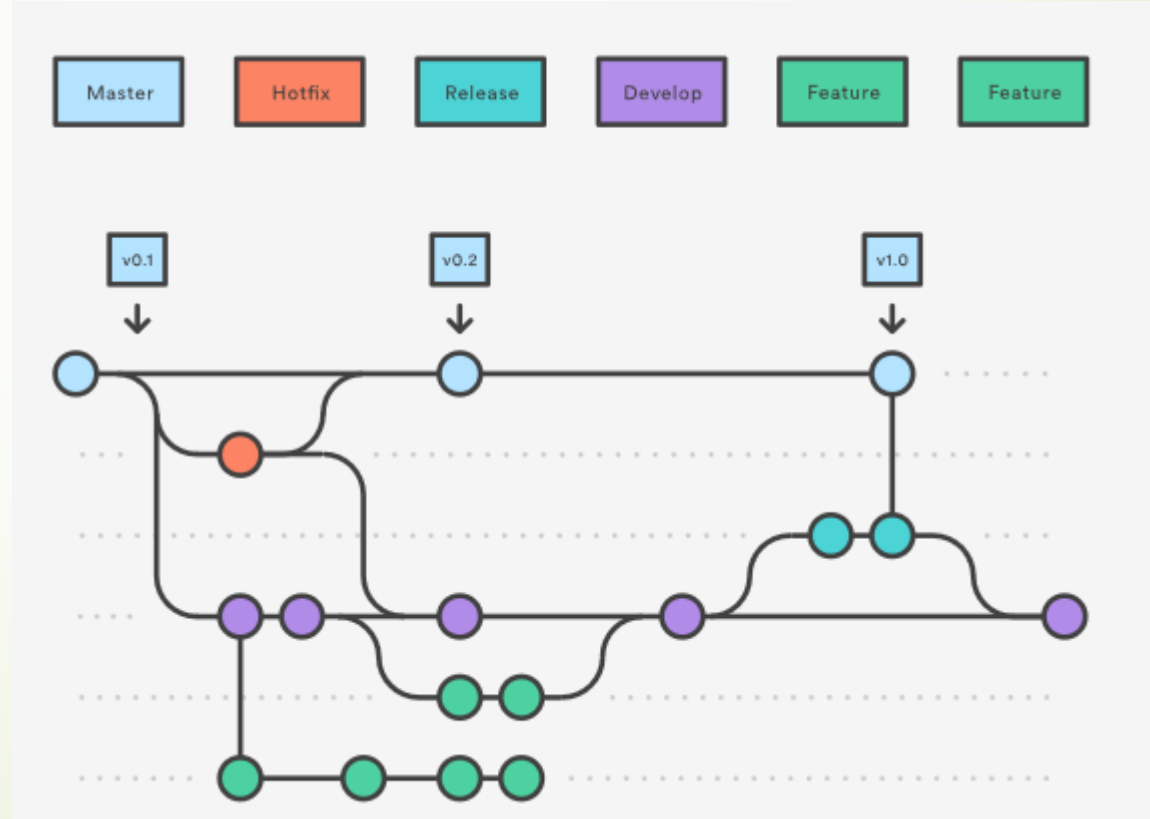 Master
Hotfix
Release
Develop
Feature
Feature
v0.1
v0.2
v1.0